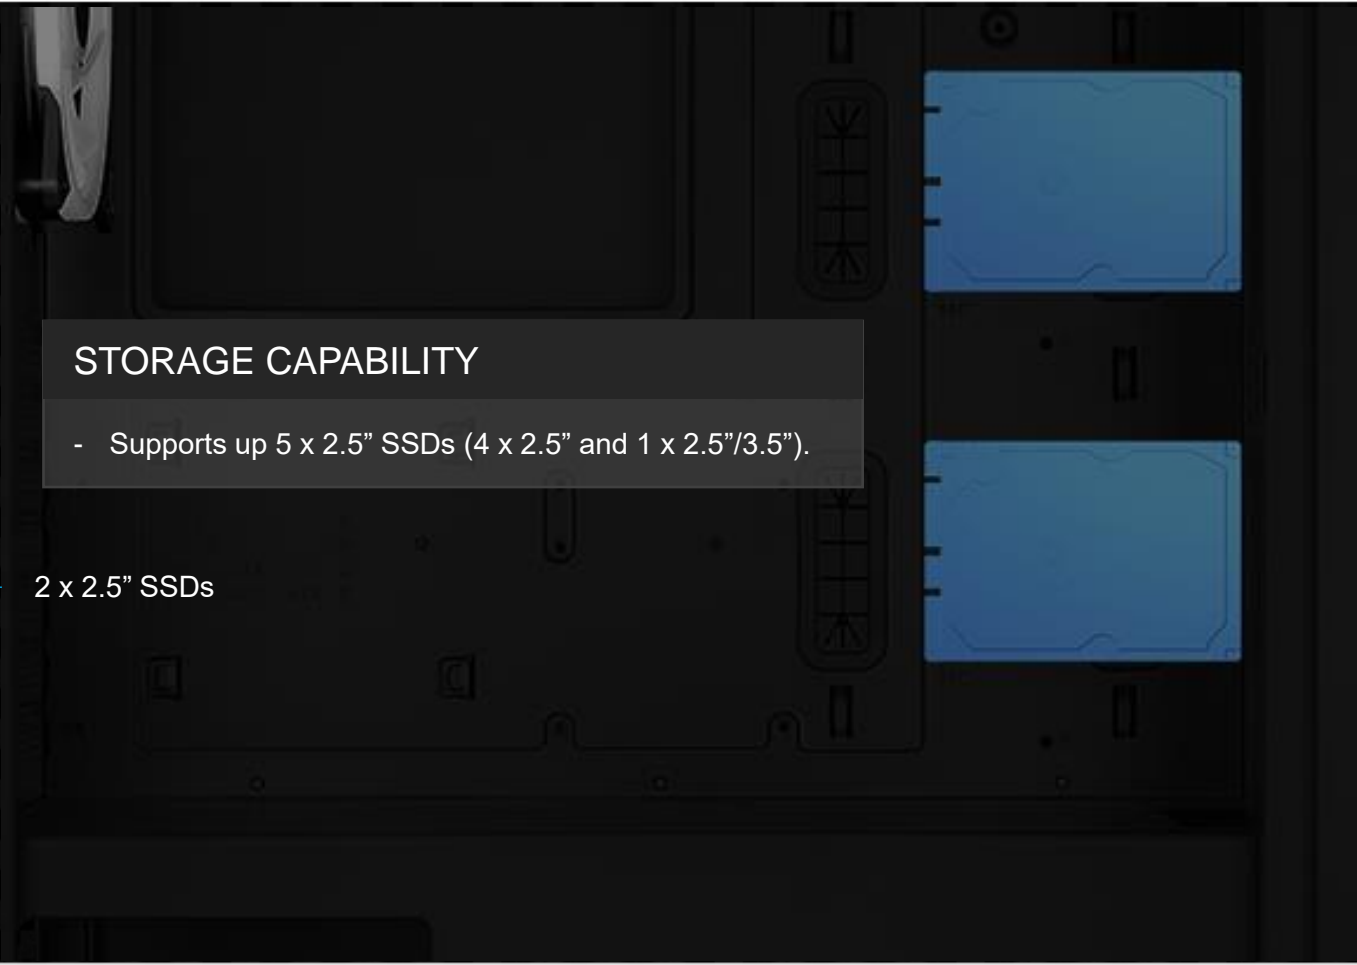 STORAGE CAPABILITY
- Supports up 5 x 2.5” SSDs (4 x 2.5” and 1 x 2.5”/3.5”).
2 x 2.5” SSDs